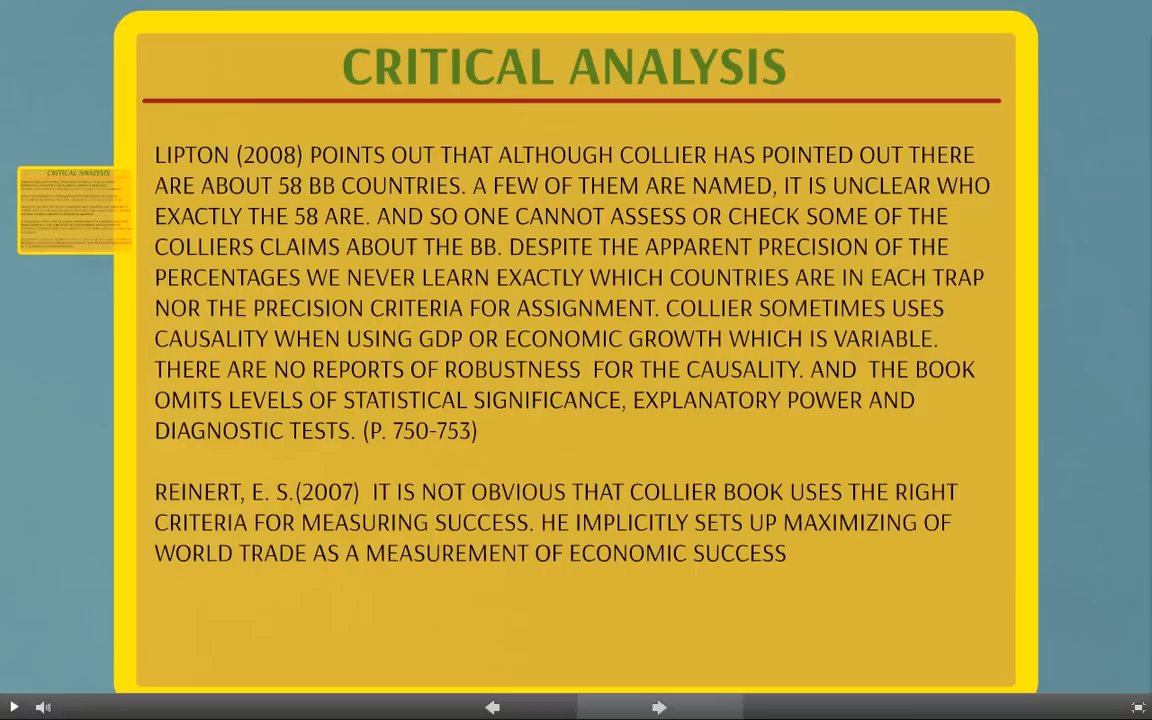 CRITICAL ANALYSIS
LIPTON (2008) POINTS OUT THAT ALTHOUGH COLLIER HAS POINTED OUT THERE
ARE ABOUT 58 BB COUNTRIES. A FEW OF THEM ARE NAMED, IT IS UNCLEAR WHO
EXACTLY THE 58 ARE. AND SO ONE CANNOT ASSESS OR CHECK SOME OF THE
COLLIERS CLAIMS ABOUT THE BB. DESPITE THE APPARENT PRECISION OF THE
PERCENTAGES WE NEVER LEARN EXACTLY WHICH COUNTRIES ARE IN EACH TRAP
NOR THE PRECISION CRITERIA FOR ASSIGNMENT. COLLIER SOMETIMES USES
CAUSALITY WHEN USING GDP OR ECONOMIC GROWTH WHICH IS VARIABLE.
THERE ARE NO REPORTS OF ROBUSTNESS  FOR THE CAUSALITY. AND  THE BOOK
OMITS LEVELS OF STATISTICAL SIGNIFICANCE, EXPLANATORY POWER AND
DIAGNOSTIC TESTS. (P. 750-753)
REINERT, E. S.(2007)  IT IS NOT OBVIOUS THAT COLLIER BOOK USES THE RIGHT
CRITERIA FOR MEASURING SUCCESS. HE IMPLICITLY SETS UP MAXIMIZING OF
WORLD TRADE AS A MEASUREMENT OF ECONOMIC SUCCESS
CRITICAL ANALYSIS